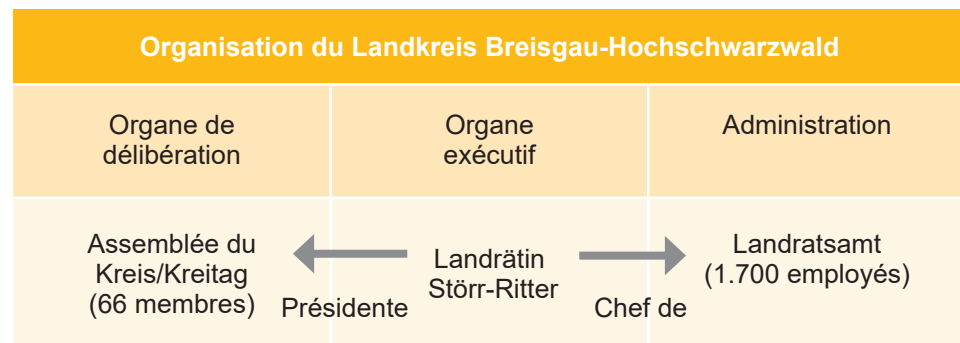 Organisation du Landkreis Breisgau-Hochschwarzwald
Organe de
délibération
Organe
exécutif
Administration
Assemblée du
Kreis/Kreitag
(66 membres)
Présidente
Landrätin
Störr-Ritter
Chef de
Landratsamt
(1.700 employés)